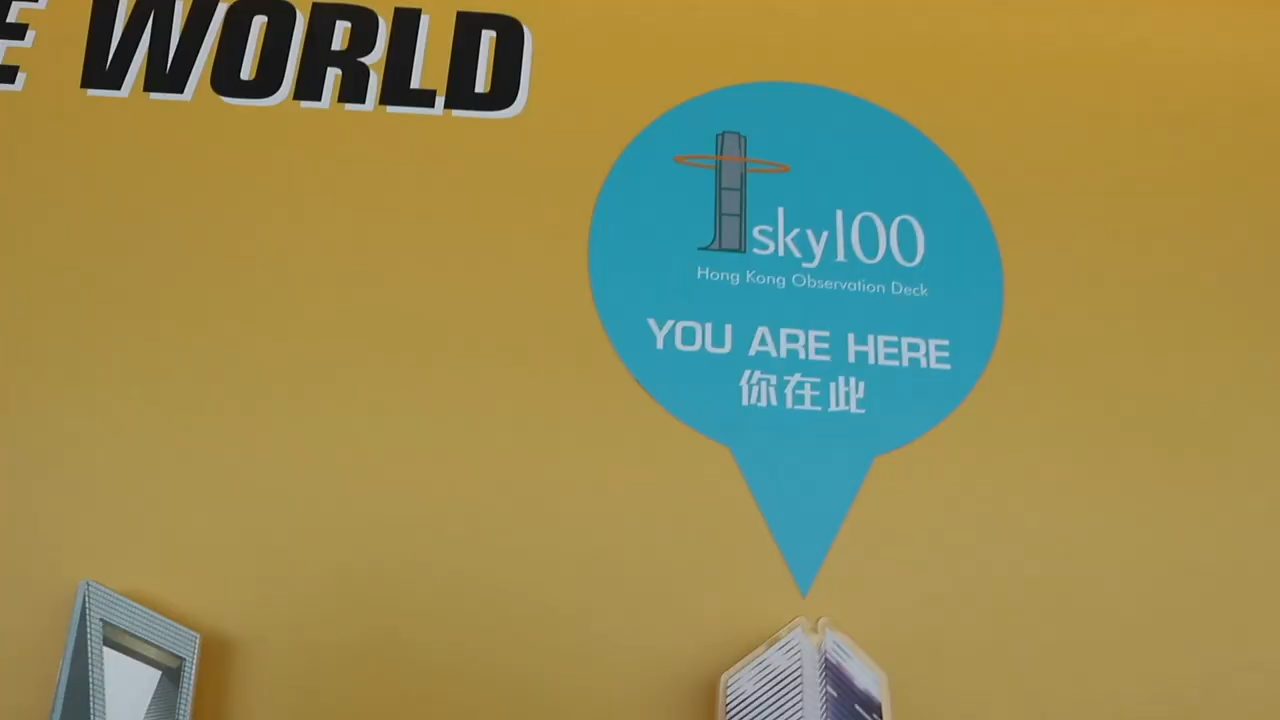 E WORLD
sky100
Hong Kong Observation Deck
YOU ARE HERE
你在此